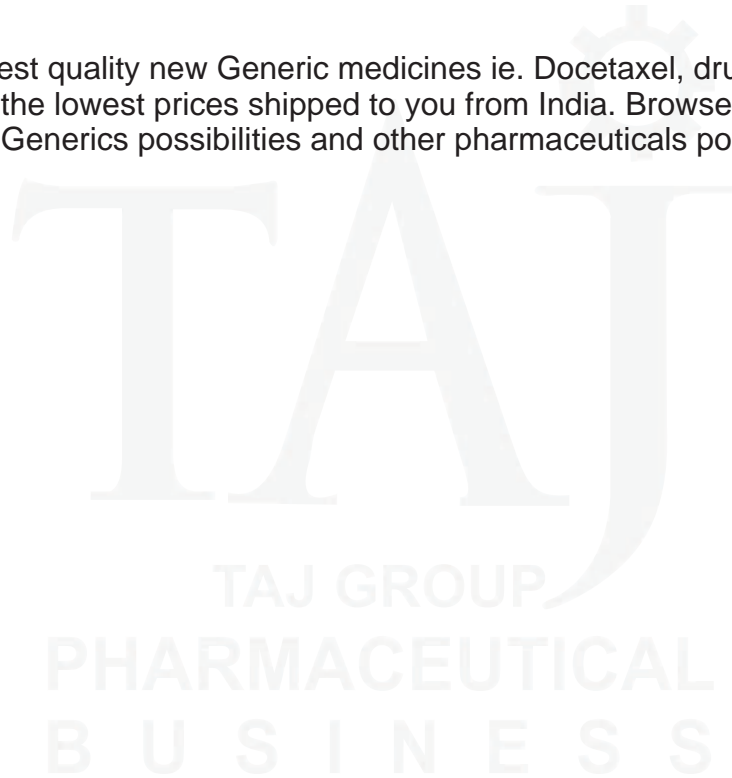 est quality new Generic medicines ie. Docetaxel, dru
the lowest prices shipped to you from India. Browse
Generics possibilities and other pharmaceuticals po
TAJ
TAJ GROUP
PHARMACEUTICAL
BUSINESS